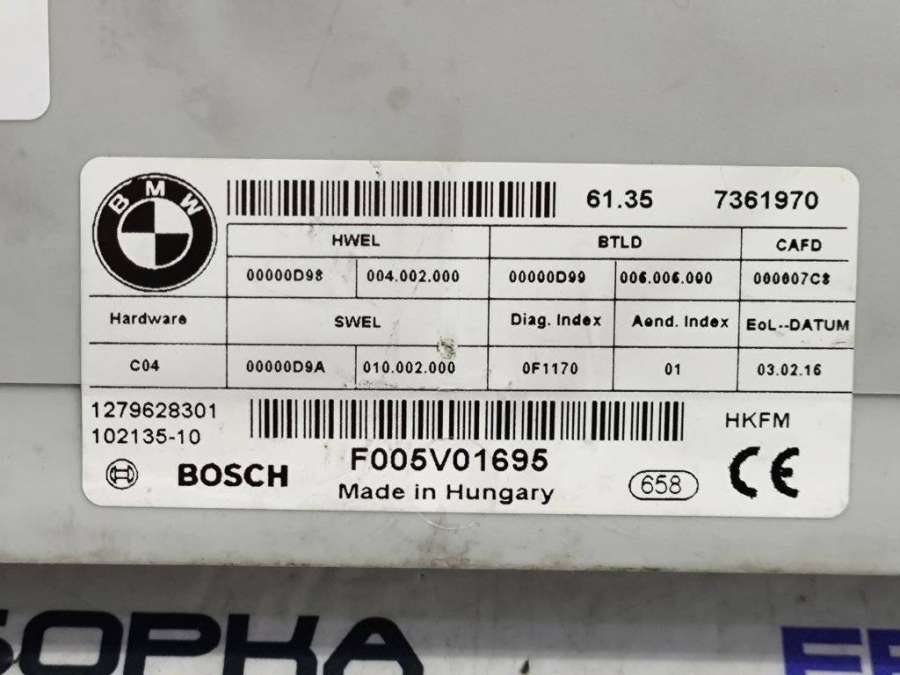 BMW
61.35 7361970
HWEL BTLD CAFD
00000D98 004.002.000 00000D99 006.006.000 000607C8
Hardware SWEL Diag. Index Aend. Index EoL--DATUM
C04 00000D9A 010.002.000 0F1170 01 03.02.16
1279628301
102135-10
HKFM
BOSCH F005V01695
Made in Hungary
658 CE